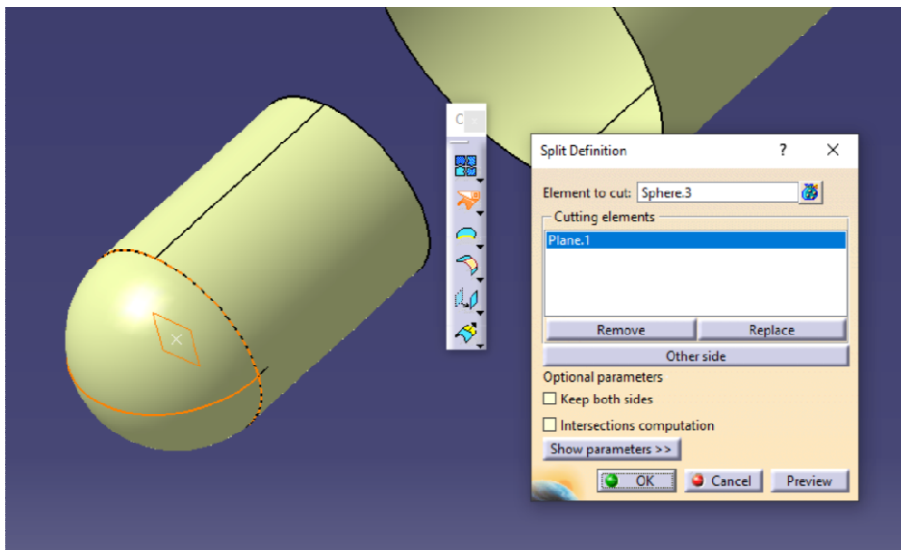 Split Definition ? ×
Element to cut: Sphere.3
Cutting elements
Plane.1
Remove Replace
Other side
Optional parameters
Keep both sides
Intersections computation
Show parameters >>
OK Cancel Preview